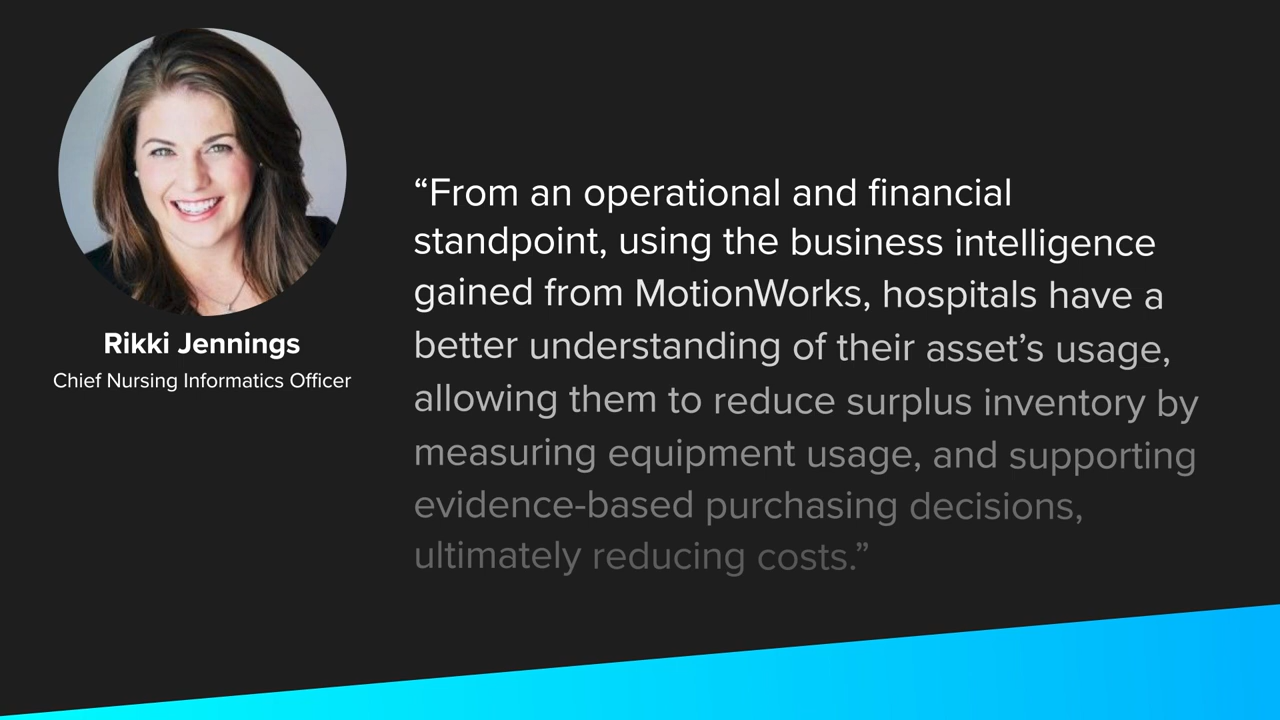 Rikki Jennings
Chief Nursing Informatics Officer
“From an operational and financial
standpoint, using the business intelligence
gained from MotionWorks, hospitals have a
better understanding of their asset’s usage,
allowing them to reduce surplus inventory by
measuring equipment usage, and supporting
evidence-based purchasing decisions,
ultimately reducing costs.”